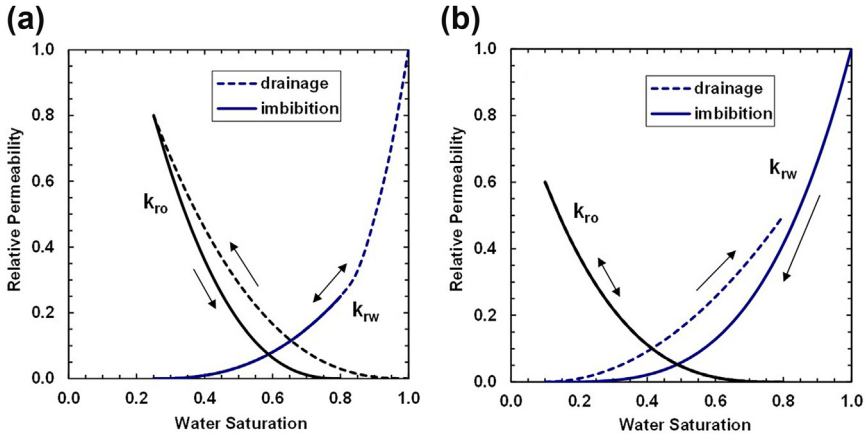 (a)
1.0
0.8
0.6
0.4
0.2
0.0
Relative Permeability
drainage
imbibition
kro
krw
0.0 0.2 0.4 0.6 0.8 1.0
Water Saturation
(b)
1.0
0.8
0.6
0.4
0.2
0.0
Relative Permeability
drainage
imbibition
krw
kro
0.0 0.2 0.4 0.6 0.8 1.0
Water Saturation